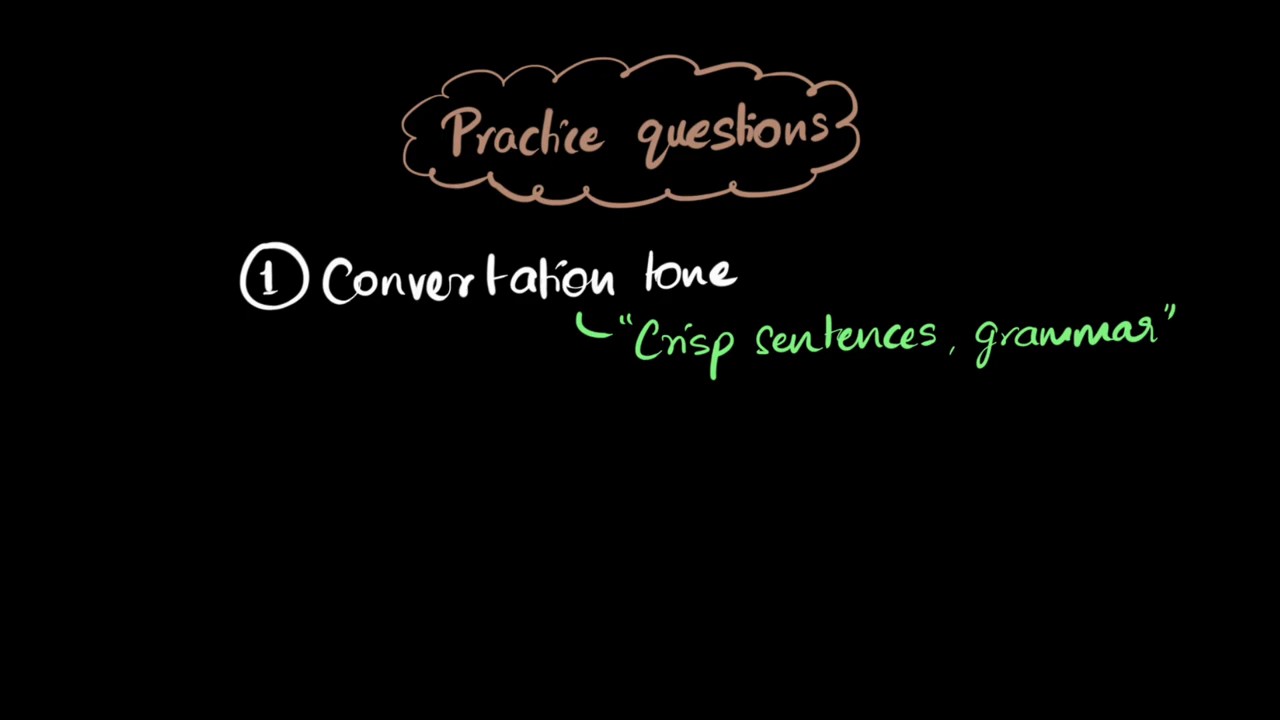 Practice questions
① Convertation tone
"Crisp sentences, grammar"